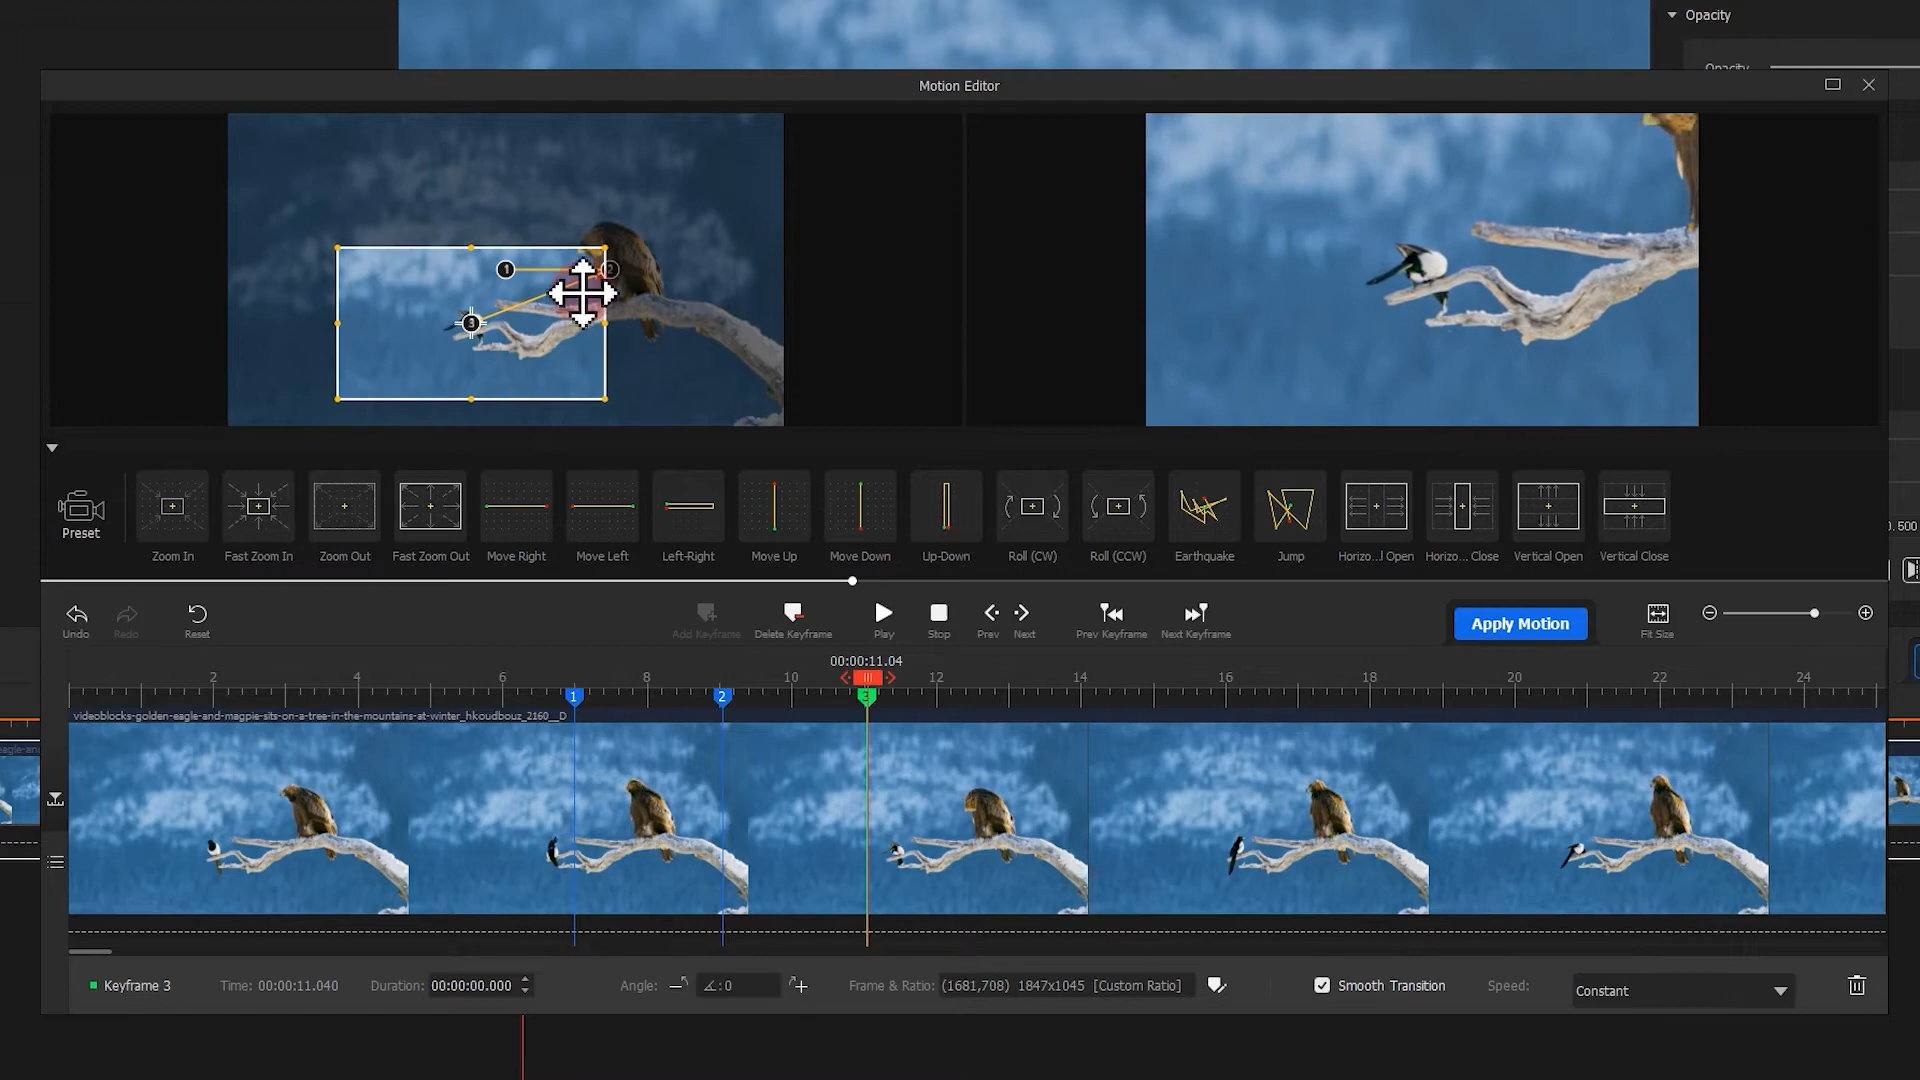 Opacity
Opacity
Motion Editor
1
2
3
Preset
Zoom In
Fast Zoom In
Zoom Out
Fast Zoom Out
Move Right
Move Left
Left-Right
Move Up
Move Down
Up-Down
Roll (CW)
Roll (CCW)
Earthquake
Jump
Horizo...l Open
Horizo... Close
Vertical Open
Vertical Close
0.500
Undo
Redo
Reset
Add Keyframe
Delete Keyframe
Play
Stop
Prev
Next
Prev Keyframe
Next Keyframe
Apply Motion
Fit Size
00:00:11.04
2 4 6 8 10 12 14 16 18 20 22 24
1 2 3
videoblocks-golden-eagle-and-magpie-sits-on-a-tree-in-the-mountains-at-winter_hkoudbouz_2160__D
eagle-and
Keyframe 3 Time: 00:00:11.040 Duration: 00:00:00.000 Angle: ∡:0 Frame & Ratio: (1681,708) 1847x1045 [Custom Ratio] Smooth Transition Speed: Constant